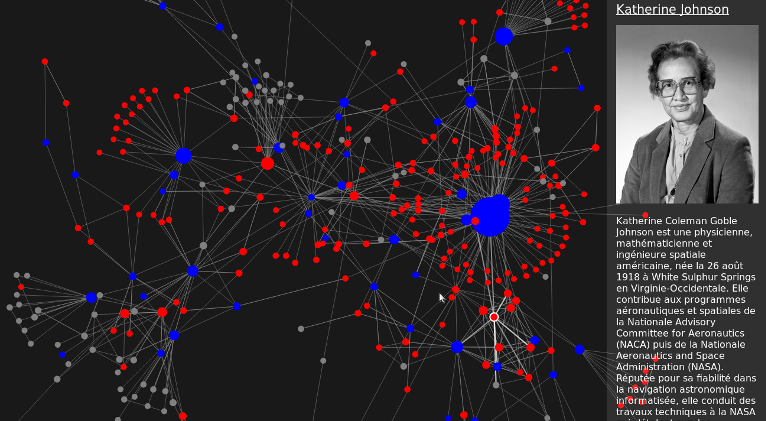 Katherine Johnson
Katherine Coleman Goble
Johnson est une physicienne,
mathématicienne et
ingénieure spatiale
américaine, née la 26 août
1918 à White Sulphur Springs
en Virginie-Occidentale. Elle
contribue aux programmes
aéronautiques et spatiales de
la Nationale Advisory
Committee for Aeronautics
(NACA) puis de la Nationale
Aeronautics and Space
Administration (NASA).
Réputée pour sa fiabilité dans
la navigation astronomique
informatisée, elle conduit des
travaux techniques à la NASA